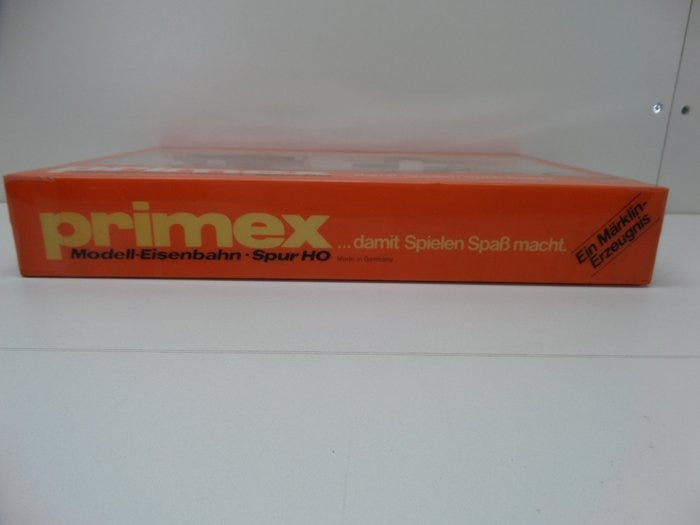 primex
...damit Spielen Spaß macht.
Modell-Eisenbahn · Spur HO
Made in Germany
Ein Märklin-
Erzeugnis